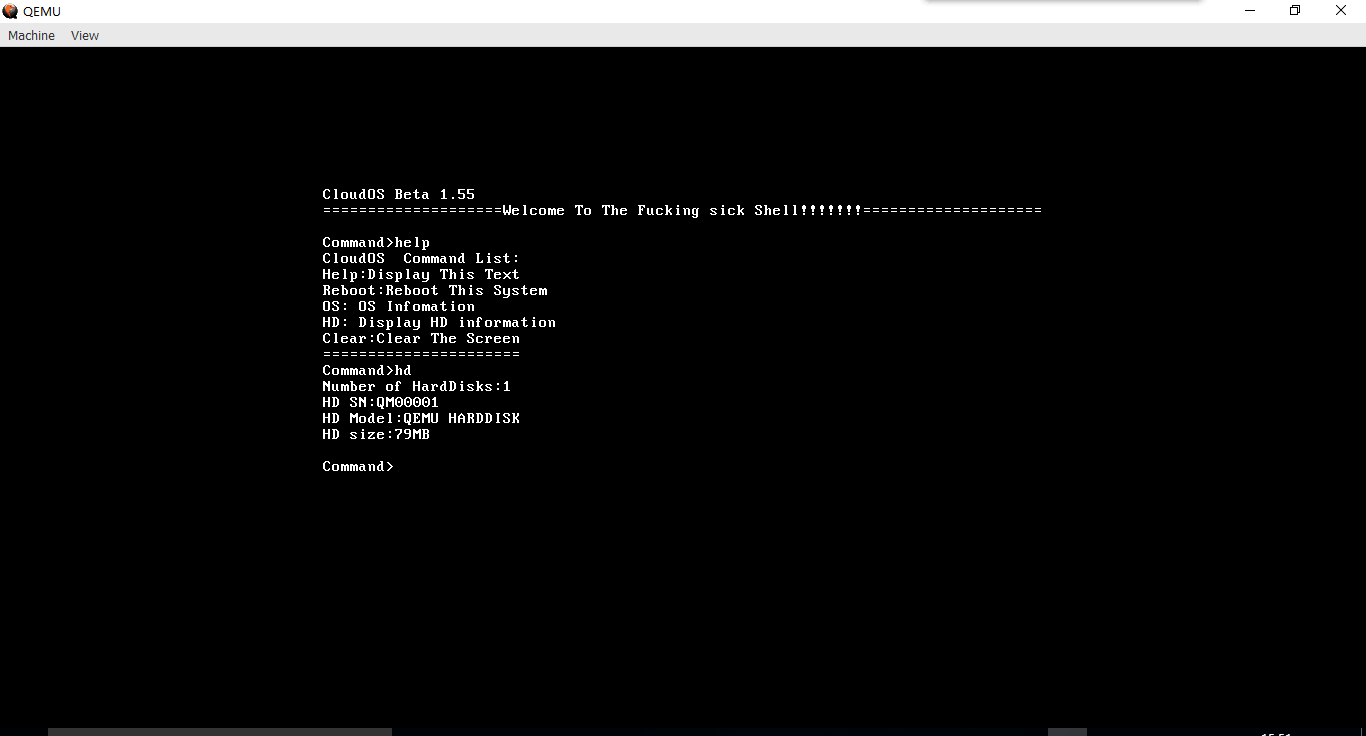 QEMU
Machine View
CloudOS Beta 1.55
====================Welcome To The Fucking sick Shell!!!!!!!====================
Command>help
CloudOS  Command List:
Help:Display This Text
Reboot:Reboot This System
OS: OS Infomation
HD: Display HD information
Clear:Clear The Screen
======================
Command>hd
Number of HardDisks:1
HD SN:QM00001
HD Model:QEMU HARDDISK
HD size:79MB
Command>